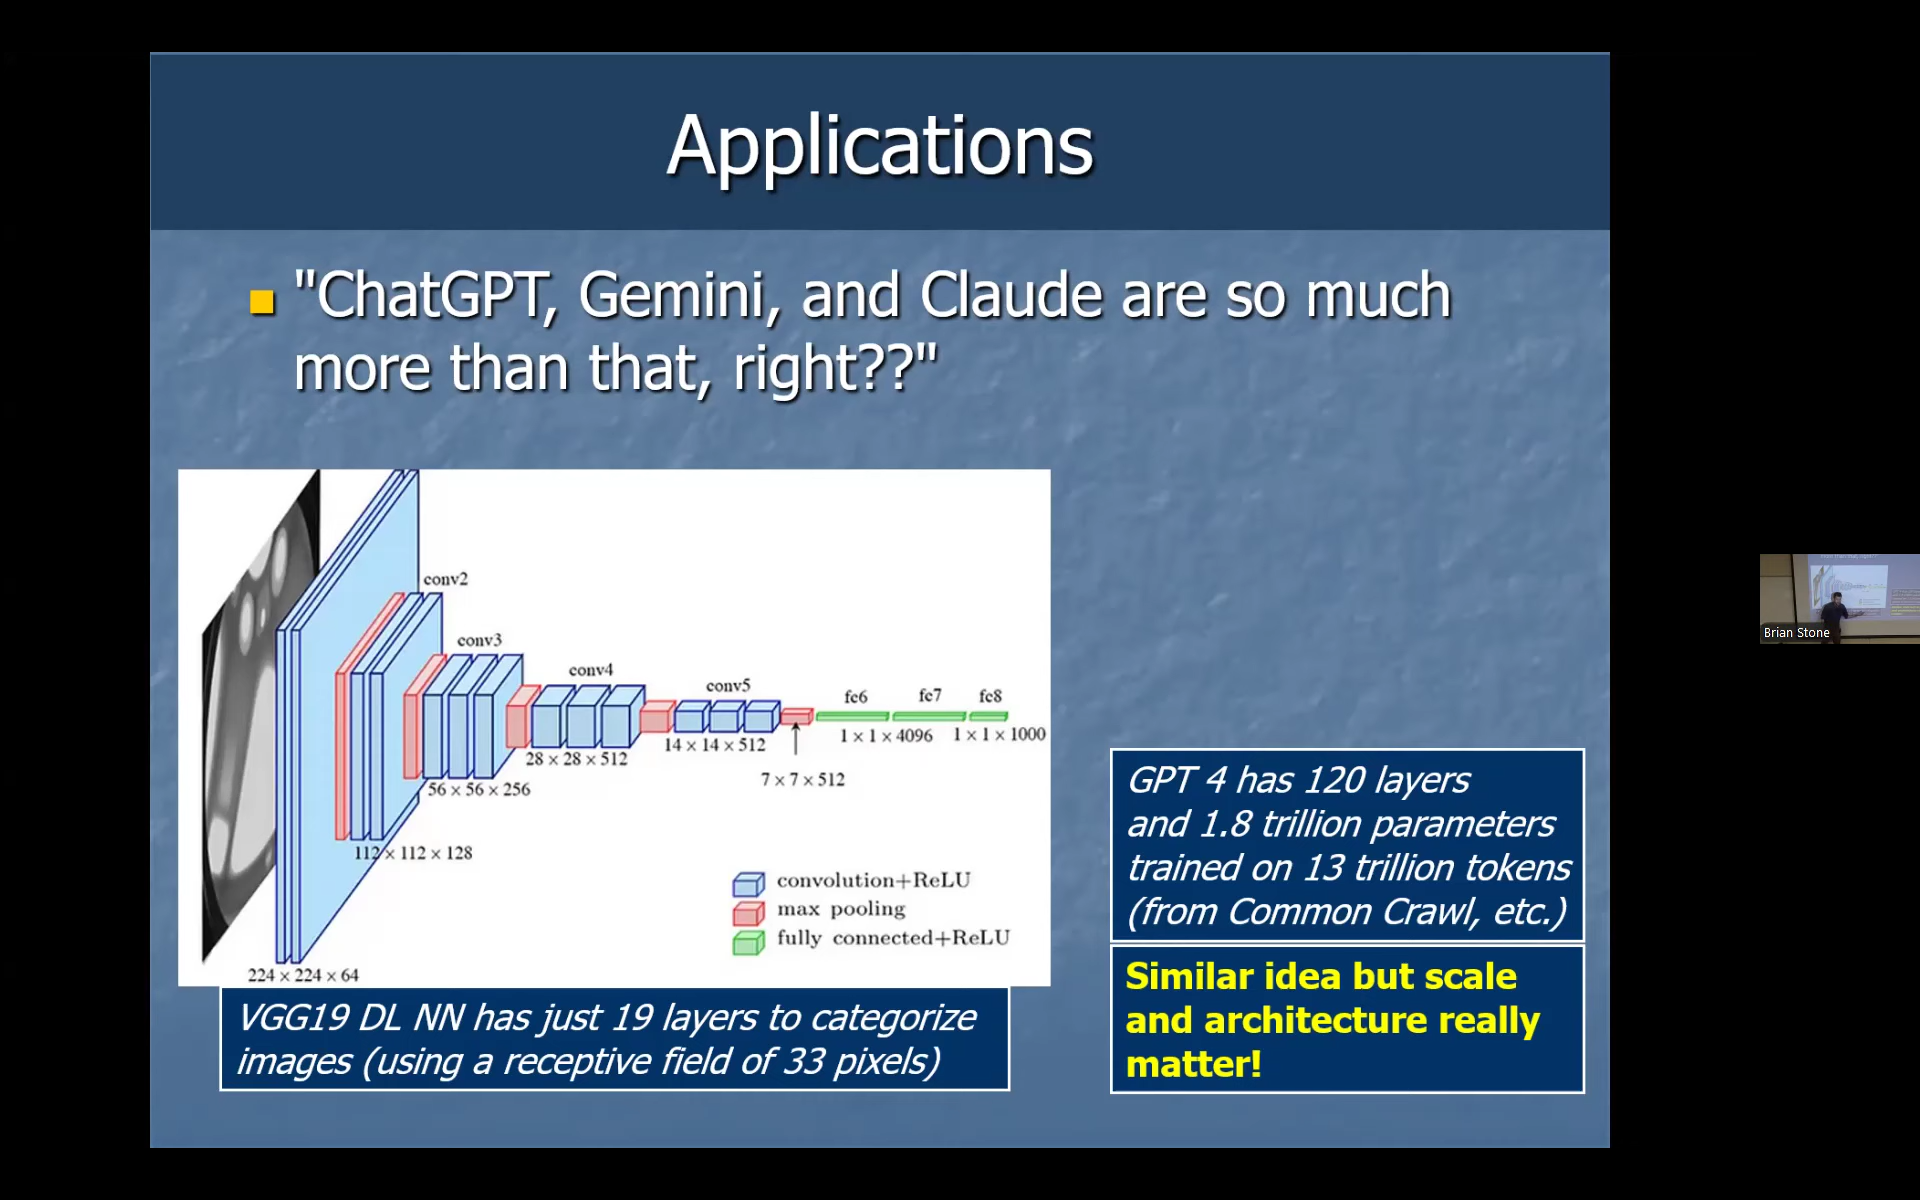 Applications
"ChatGPT, Gemini, and Claude are so much
more than that, right??"
conv2
conv3
conv4
conv5
fc6
fc7
fc8
1 × 1 × 4096
1 × 1 × 1000
14 × 14 × 512
28 × 28 × 512
7 × 7 × 512
56 × 56 × 256
112 × 112 × 128
224 × 224 × 64
convolution+ReLU
max pooling
fully connected+ReLU
VGG19 DL NN has just 19 layers to categorize
images (using a receptive field of 33 pixels)
GPT 4 has 120 layers
and 1.8 trillion parameters
trained on 13 trillion tokens
(from Common Crawl, etc.)
Similar idea but scale
and architecture really
matter!
Brian Stone